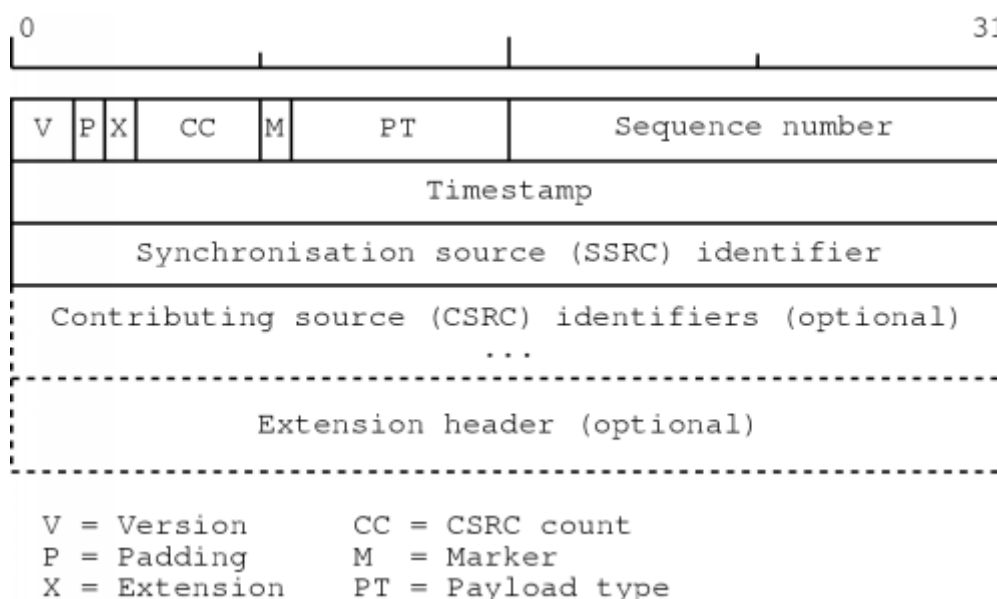 0 31
V P X CC M PT Sequence number
Timestamp
Synchronisation source (SSRC) identifier
Contributing source (CSRC) identifiers (optional)
...
Extension header (optional)
V = Version CC = CSRC count
P = Padding M = Marker
X = Extension PT = Payload type